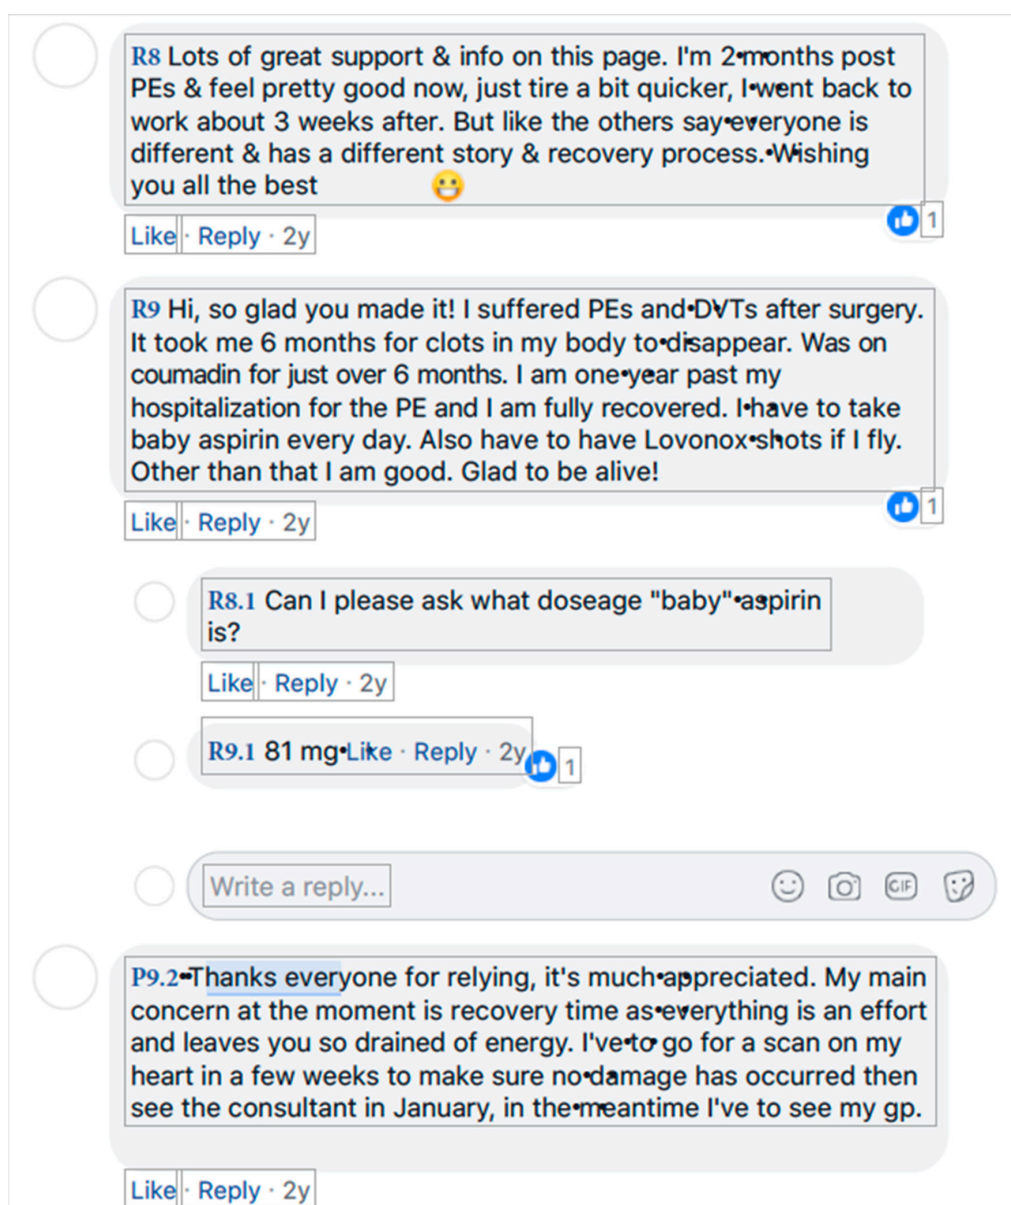 R8 Lots of great support & info on this page. I'm 2 months post
PEs & feel pretty good now, just tire a bit quicker, I went back to
work about 3 weeks after. But like the others say everyone is
different & has a different story & recovery process. Wishing
you all the best 😀
1
Like · Reply · 2y
R9 Hi, so glad you made it! I suffered PEs and DVTs after surgery.
It took me 6 months for clots in my body to disappear. Was on
coumadin for just over 6 months. I am one year past my
hospitalization for the PE and I am fully recovered. I have to take
baby aspirin every day. Also have to have Lovonox shots if I fly.
Other than that I am good. Glad to be alive!
1
Like · Reply · 2y
R8.1 Can I please ask what doseage "baby" aspirin
is?
Like · Reply · 2y
R9.1 81 mg Like · Reply · 2y 1
Write a reply...
GIF
P9.2 Thanks everyone for relying, it's much appreciated. My main
concern at the moment is recovery time as everything is an effort
and leaves you so drained of energy. I've to go for a scan on my
heart in a few weeks to make sure no damage has occurred then
see the consultant in January, in the meantime I've to see my gp.
Like · Reply · 2y